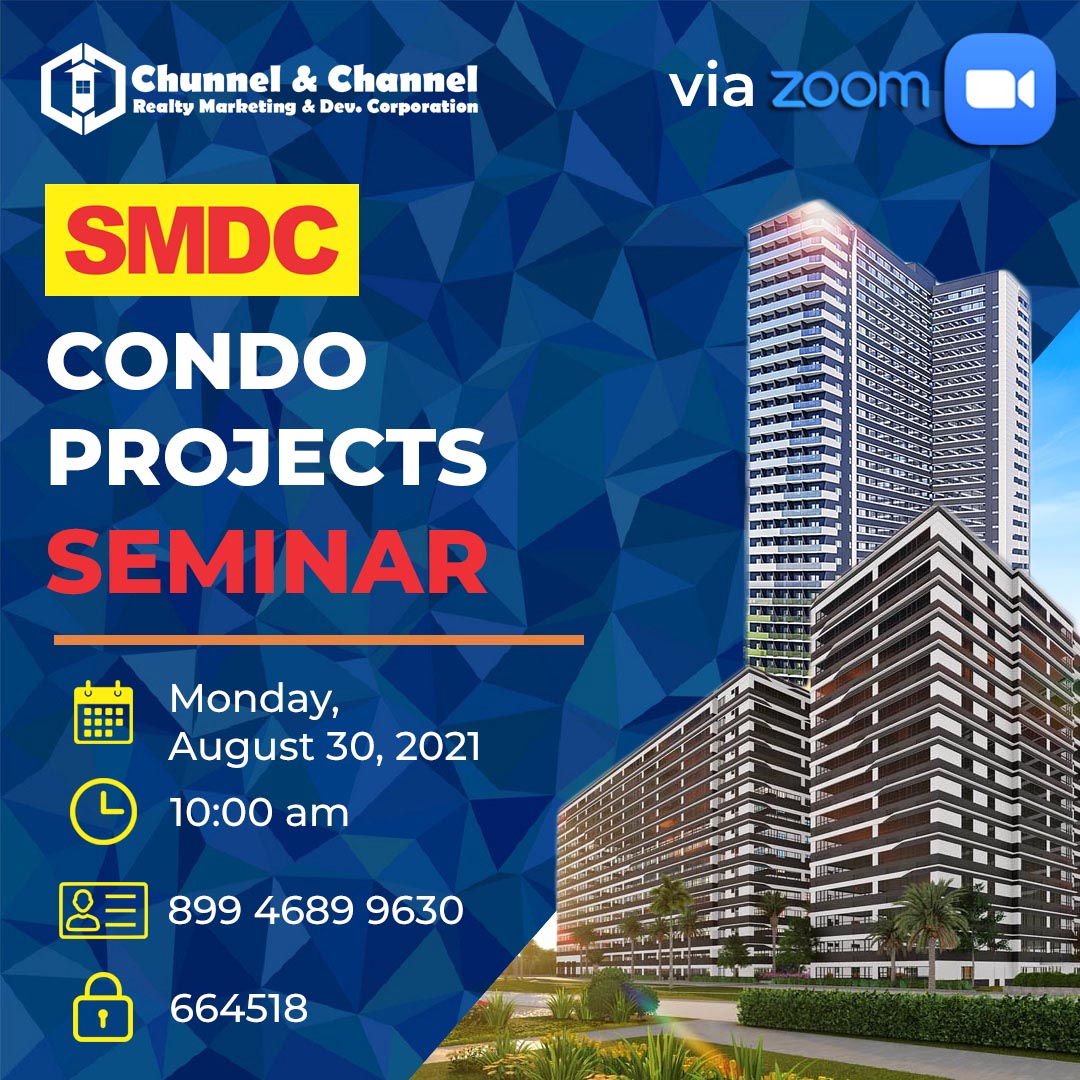 Chunnel & Channel
Realty Marketing & Dev. Corporation
via zoom
SMDC
CONDO
PROJECTS
SEMINAR
Monday,
August 30, 2021
10:00 am
899 4689 9630
664518